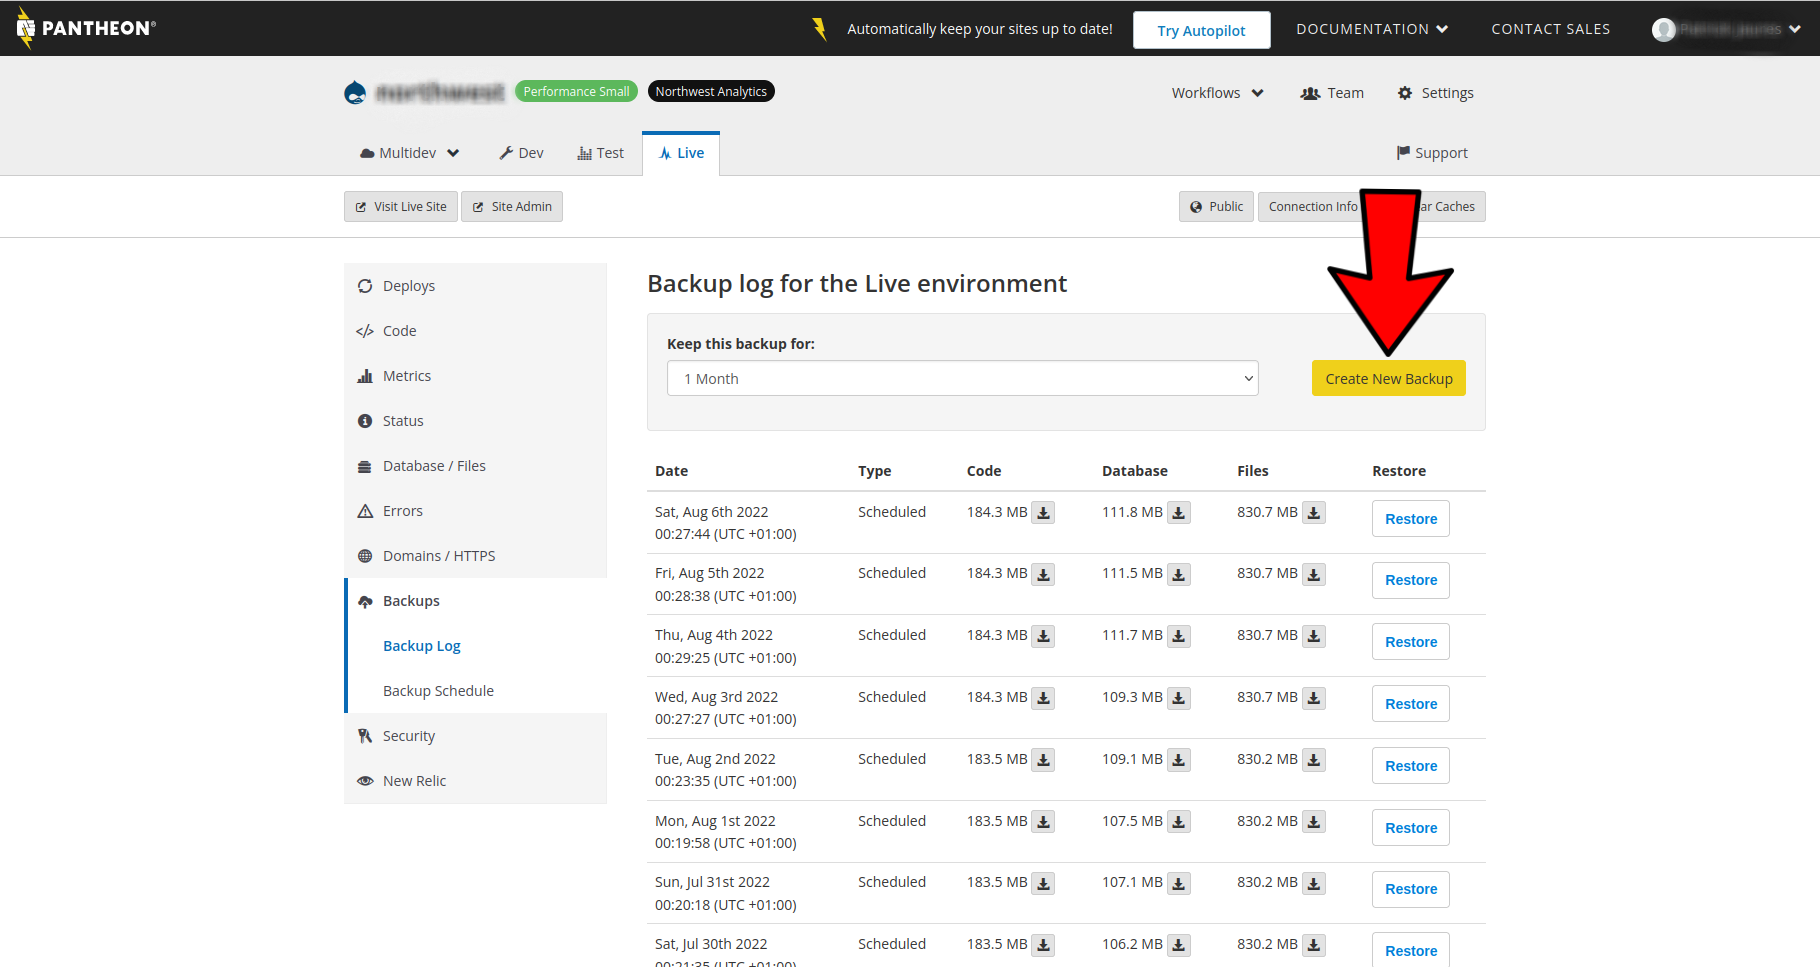 PANTHEON®
Automatically keep your sites up to date!
Try Autopilot
DOCUMENTATION
CONTACT SALES
Performance Small
Northwest Analytics
Workflows
Team
Settings
Multidev
Dev
Test
Live
Support
Visit Live Site
Site Admin
Public
Connection Info
Caches
Deploys
Code
Metrics
Status
Database / Files
Errors
Domains / HTTPS
Backups
Backup Log
Backup Schedule
Security
New Relic
Backup log for the Live environment
Keep this backup for:
1 Month
Create New Backup
Date Type Code Database Files Restore
Sat, Aug 6th 2022 Scheduled 184.3 MB 111.8 MB 830.7 MB Restore
00:27:44 (UTC +01:00)
Fri, Aug 5th 2022 Scheduled 184.3 MB 111.5 MB 830.7 MB Restore
00:28:38 (UTC +01:00)
Thu, Aug 4th 2022 Scheduled 184.3 MB 111.7 MB 830.7 MB Restore
00:29:25 (UTC +01:00)
Wed, Aug 3rd 2022 Scheduled 184.3 MB 109.3 MB 830.7 MB Restore
00:27:27 (UTC +01:00)
Tue, Aug 2nd 2022 Scheduled 183.5 MB 109.1 MB 830.2 MB Restore
00:23:35 (UTC +01:00)
Mon, Aug 1st 2022 Scheduled 183.5 MB 107.5 MB 830.2 MB Restore
00:19:58 (UTC +01:00)
Sun, Jul 31st 2022 Scheduled 183.5 MB 107.1 MB 830.2 MB Restore
00:20:18 (UTC +01:00)
Sat, Jul 30th 2022 Scheduled 183.5 MB 106.2 MB 830.2 MB Restore